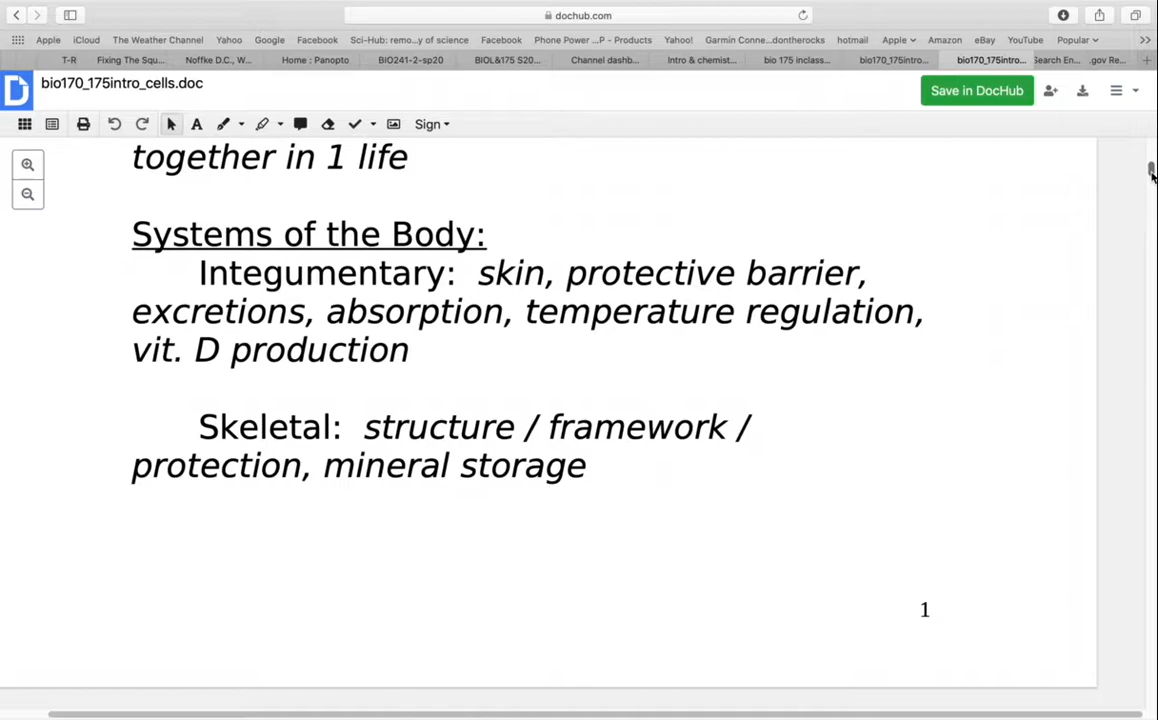 dochub.com
Apple iCloud The Weather Channel Yahoo Google Facebook Sci-Hub: remo...y of science Facebook Phone Power ...P - Products Yahoo! Garmin Conne...dontherocks hotmail Apple Amazon eBay YouTube Popular
T-R Fixing The Squ... Noffke D.C., W... Home : Panopto BIO241-2-sp20 BIOL&175 S20... Channel dashb... Intro & chemist... bio 175 inclass... bio170_175intro... bio170_175intro... Search En... .gov Re...
bio170_175intro_cells.doc
Save in DocHub
A Sign
together in 1 life
Systems of the Body:
Integumentary: skin, protective barrier,
excretions, absorption, temperature regulation,
vit. D production
Skeletal: structure / framework /
protection, mineral storage
1